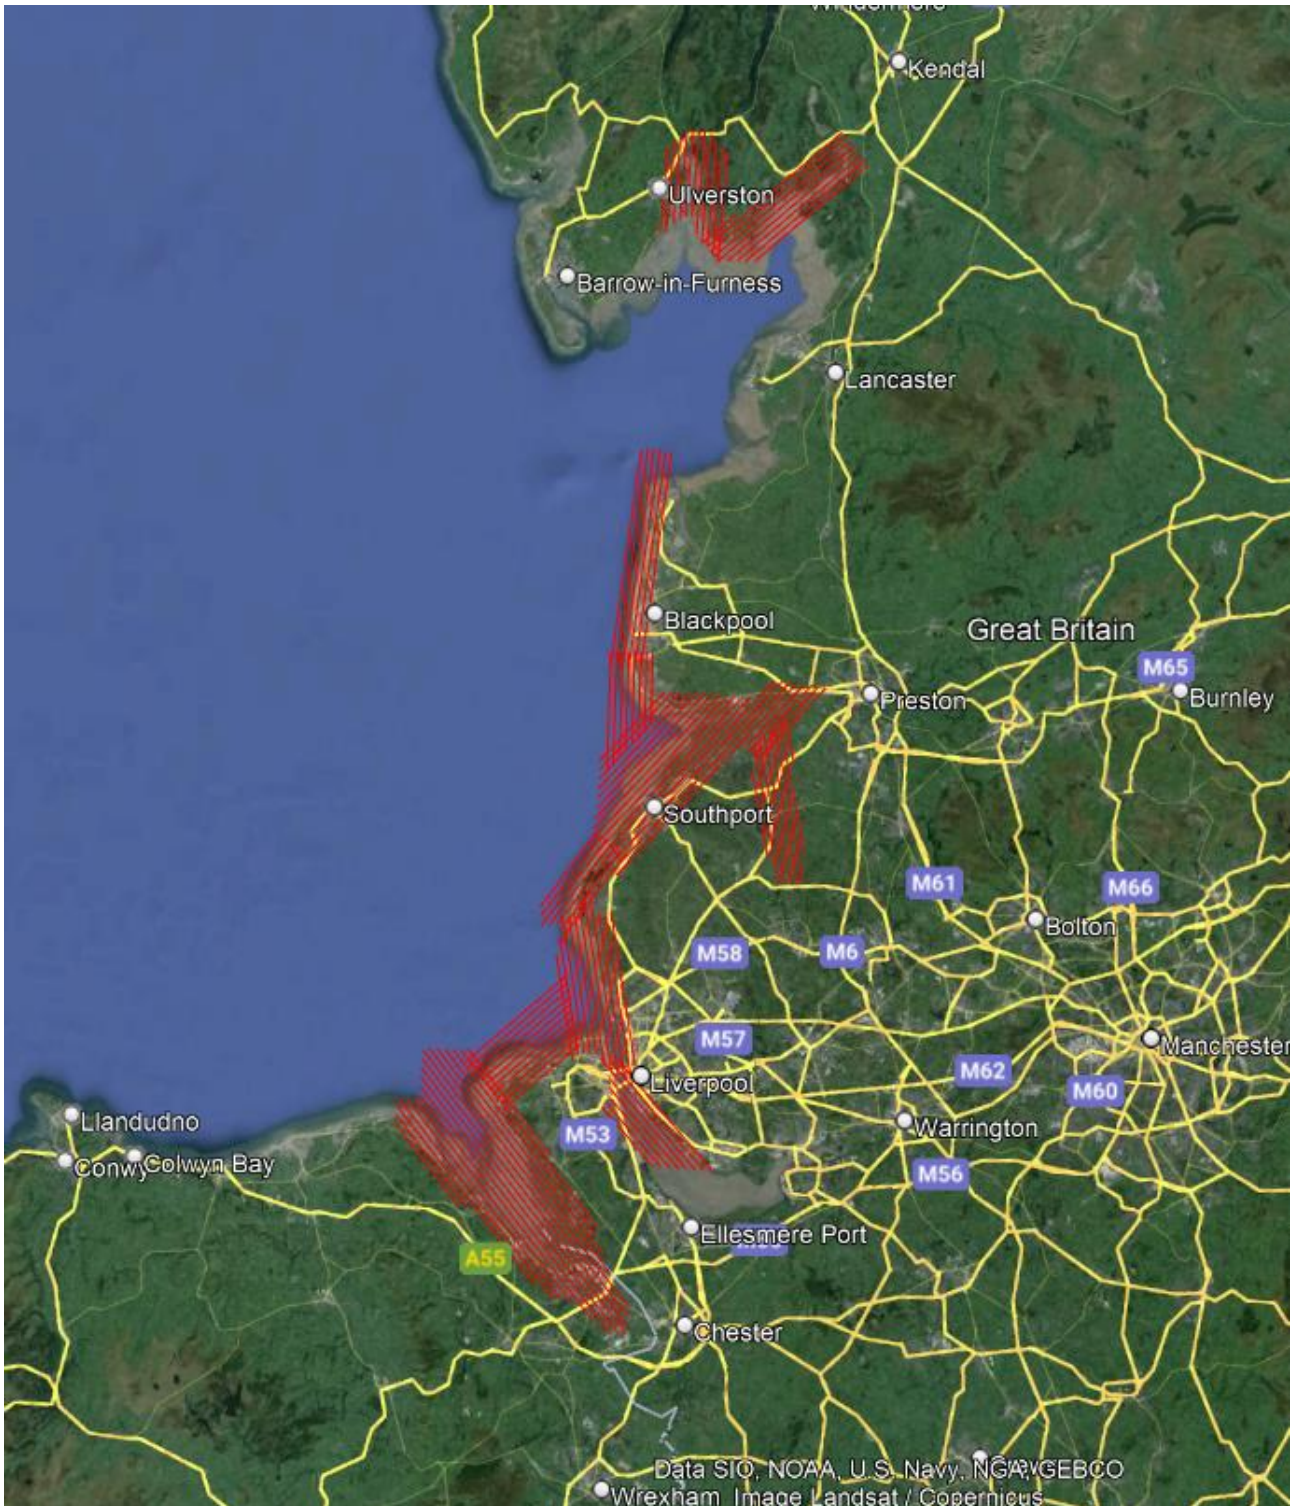 Kendal
Ulverston
Barrow-in-Furness
Lancaster
Blackpool
Great Britain
M65
Preston
Burnley
Southport
M61
M66
Bolton
M58
M6
M57
Manchester
M62
Liverpool
M60
Llandudno
M53
Warrington
Conwy
Colwyn Bay
M56
Ellesmere Port
A55
Chester
Data SIO, NOAA, U.S. Navy, NGA, GEBCO
Wrexham
Image Landsat / Copernicus